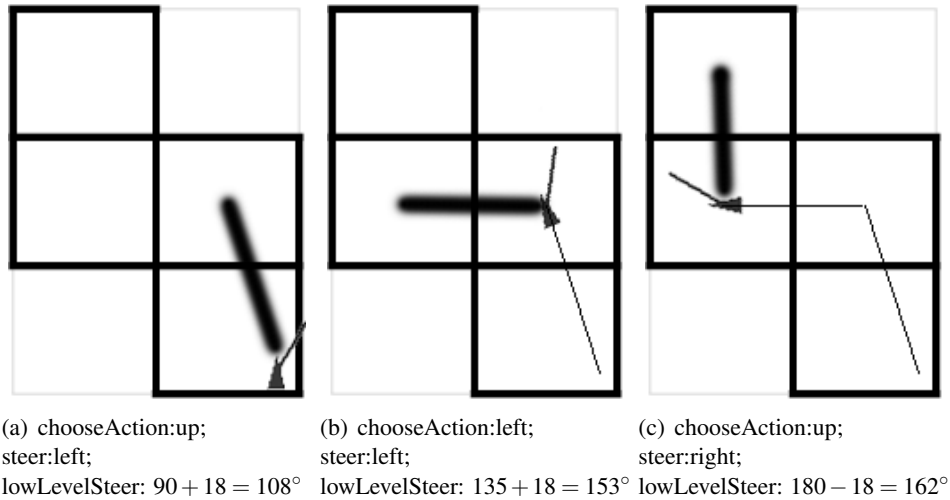 (a) chooseAction:up;
steer:left;
lowLevelSteer: 90 + 18 = 108°
(b) chooseAction:left;
steer:left;
lowLevelSteer: 135 + 18 = 153°
(c) chooseAction:up;
steer:right;
lowLevelSteer: 180 − 18 = 162°